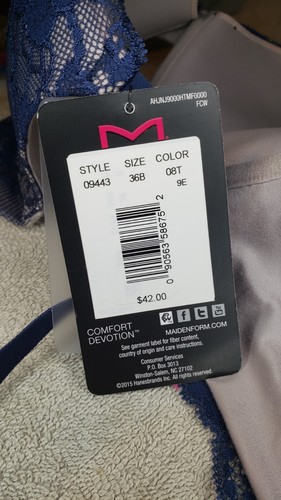 AHJNJ9000HTMF0000
FCW
M
STYLE SIZE COLOR
09443 36B 08T
9E
0 90563 58675 2
$42.00
COMFORT
DEVOTION™
MAIDENFORM.COM
See garment label for fiber content,
country of origin and care instructions.
Consumer Services
P.O. Box 3013
Winston-Salem, NC 27102
©2015 Hanesbrands Inc. All rights reserved.